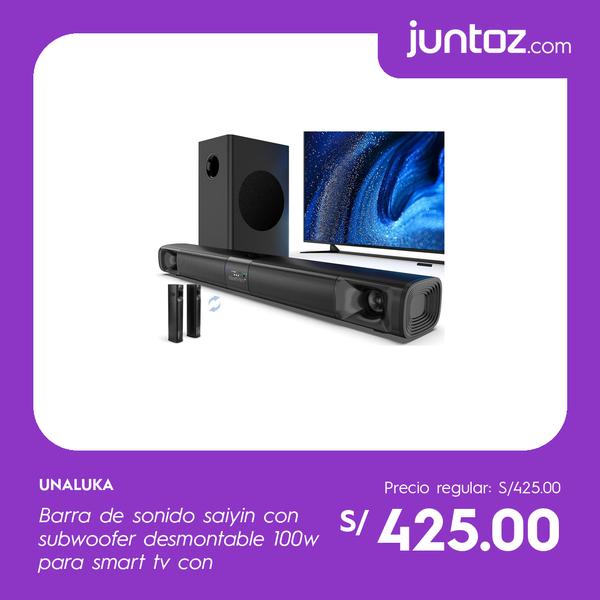 juntoz.com
UNALUKA
Barra de sonido saiyin con
subwoofer desmontable 100w
para smart tv con
Precio regular: S/425.00
S/ 425.00